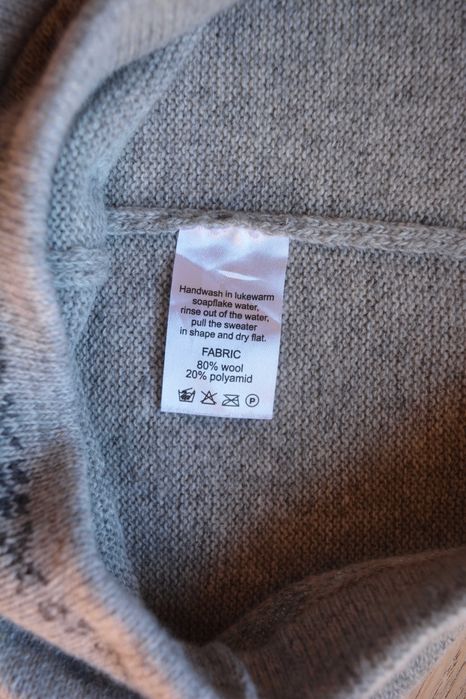 Handwash in lukewarm
soapflake water,
rinse out of the water,
pull the sweater
in shape and dry flat.
FABRIC
80% wool
20% polyamid
P